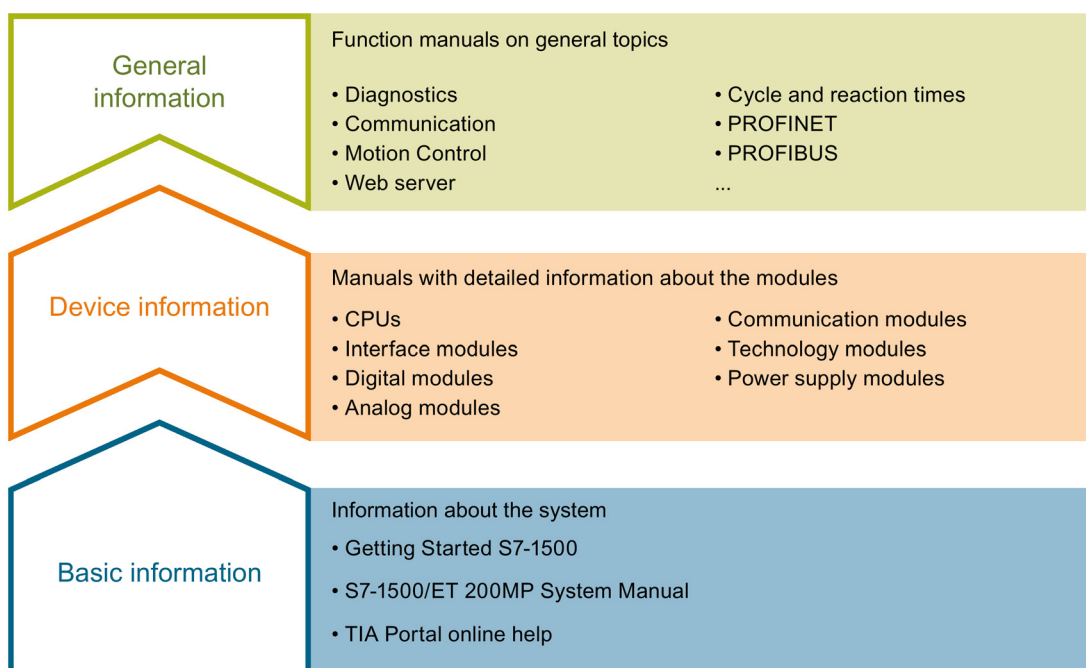 General
information
Function manuals on general topics
• Diagnostics
• Communication
• Motion Control
• Web server
• Cycle and reaction times
• PROFINET
• PROFIBUS
...
Device information
Manuals with detailed information about the modules
• CPUs
• Interface modules
• Digital modules
• Analog modules
• Communication modules
• Technology modules
• Power supply modules
Basic information
Information about the system
• Getting Started S7-1500
• S7-1500/ET 200MP System Manual
• TIA Portal online help